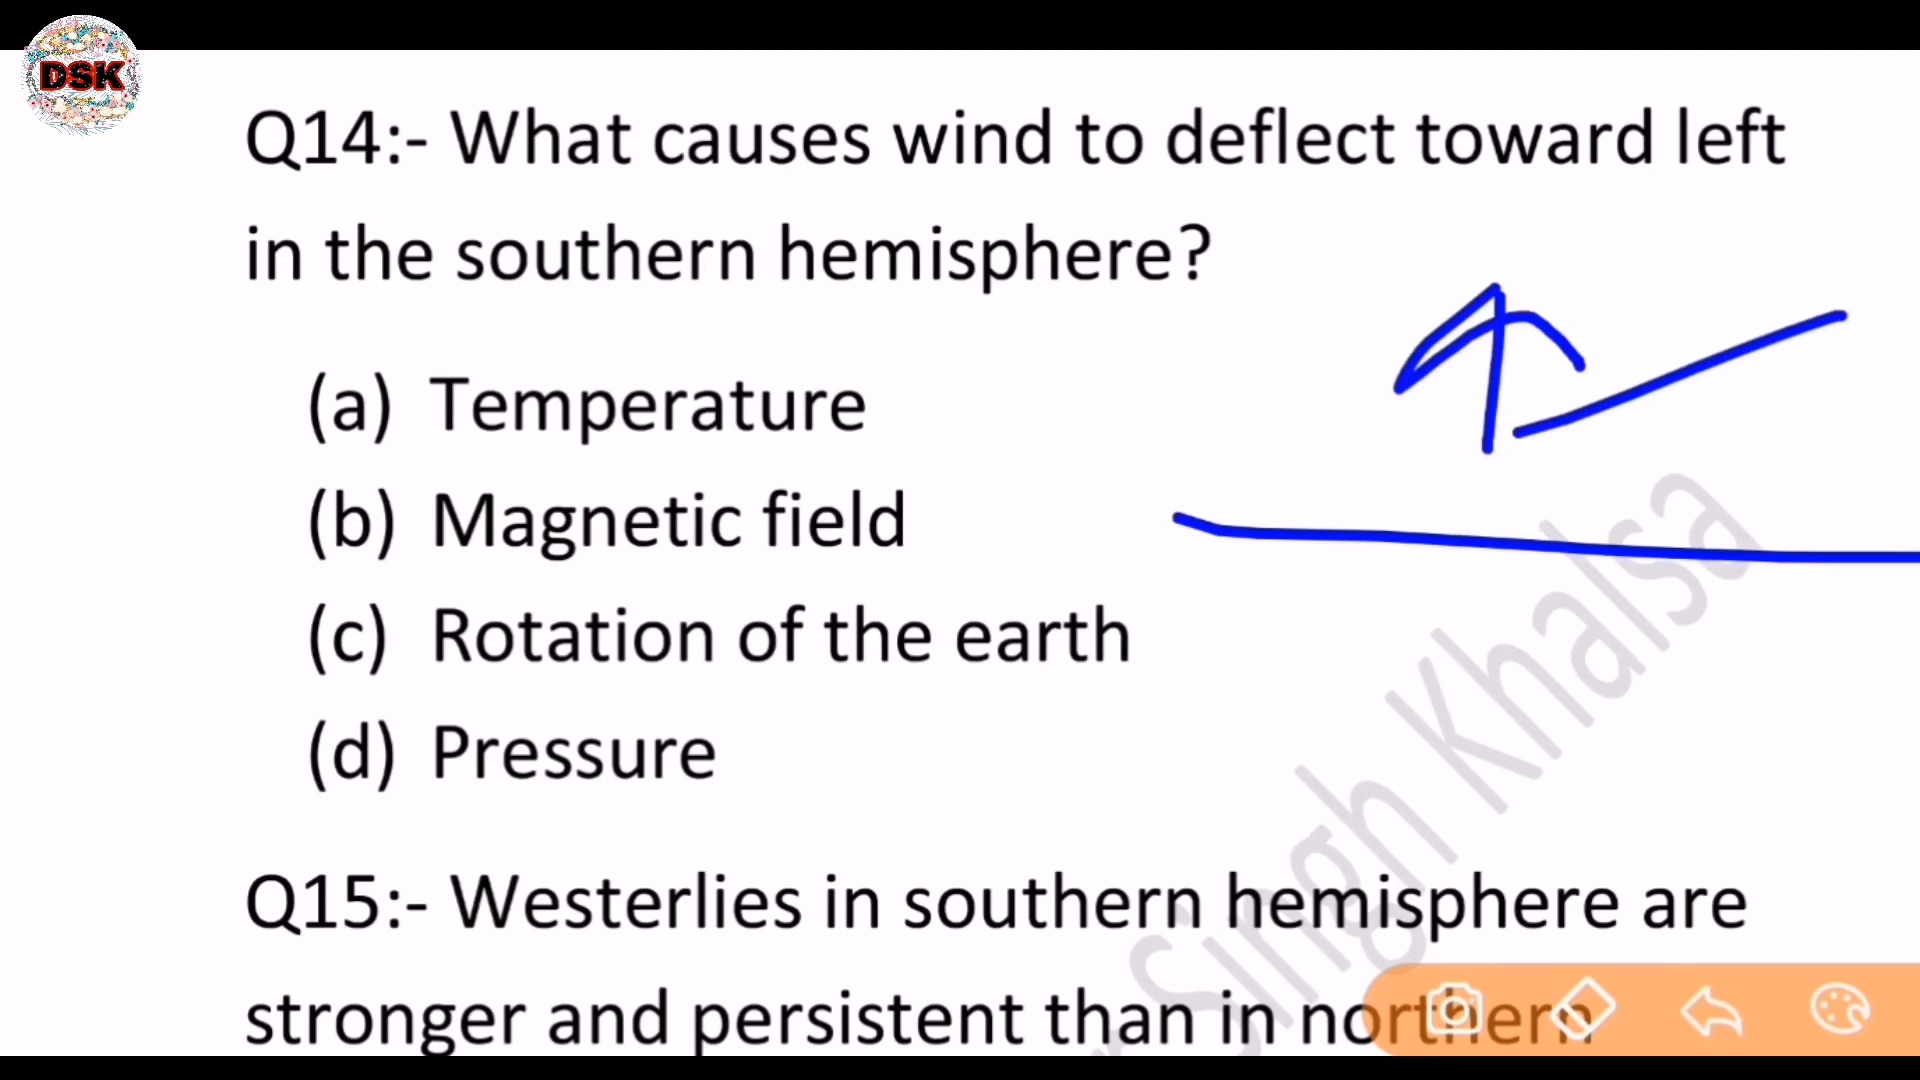 DSK
Q14:- What causes wind to deflect toward left
in the southern hemisphere?
(a) Temperature
(b) Magnetic field
(c) Rotation of the earth
(d) Pressure
Q15:- Westerlies in southern hemisphere are
stronger and persistent than in northern
Singh Khalsa